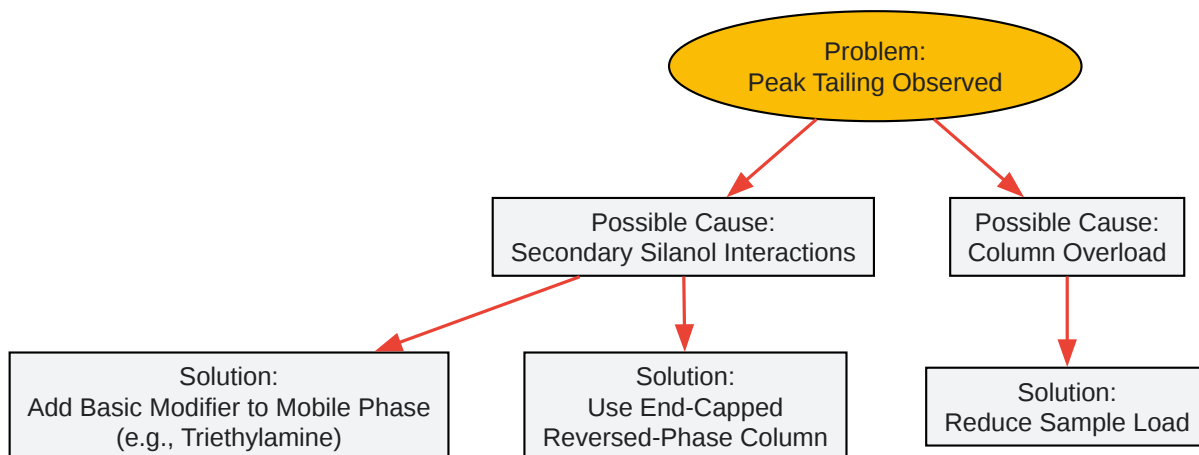 Problem:
Peak Tailing Observed
Possible Cause:
Secondary Silanol Interactions
Possible Cause:
Column Overload
Solution:
Add Basic Modifier to Mobile Phase
(e.g., Triethylamine)
Solution:
Use End-Capped
Reversed-Phase Column
Solution:
Reduce Sample Load